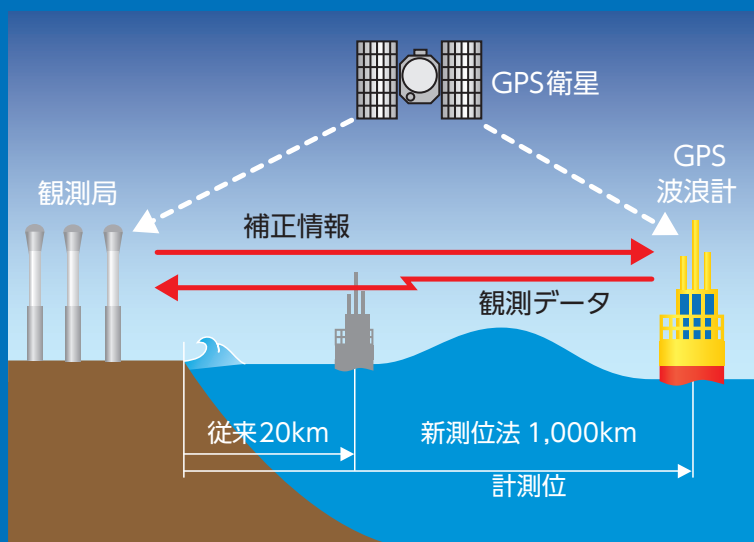 GPS衛星
GPS
波浪計
観測局
補正情報
観測データ
従来20km
新測位法 1,000km
計測位